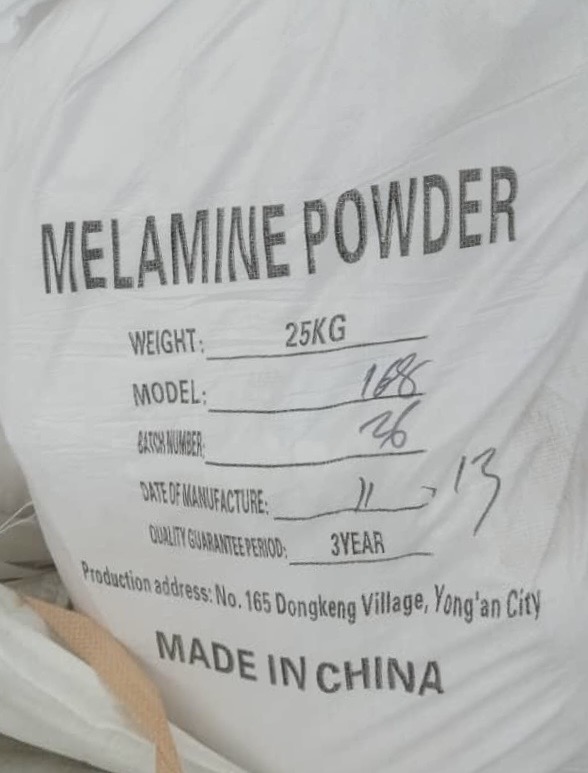 MELAMINE POWDER
WEIGHT: 25KG
MODEL: 168
BATCH NUMBER: 36
DATE OF MANUFACTURE: 11 - 13
QUALITY GUARANTEE PERIOD: 3YEAR
Production address: No. 165 Dongkeng Village, Yong'an City
MADE IN CHINA